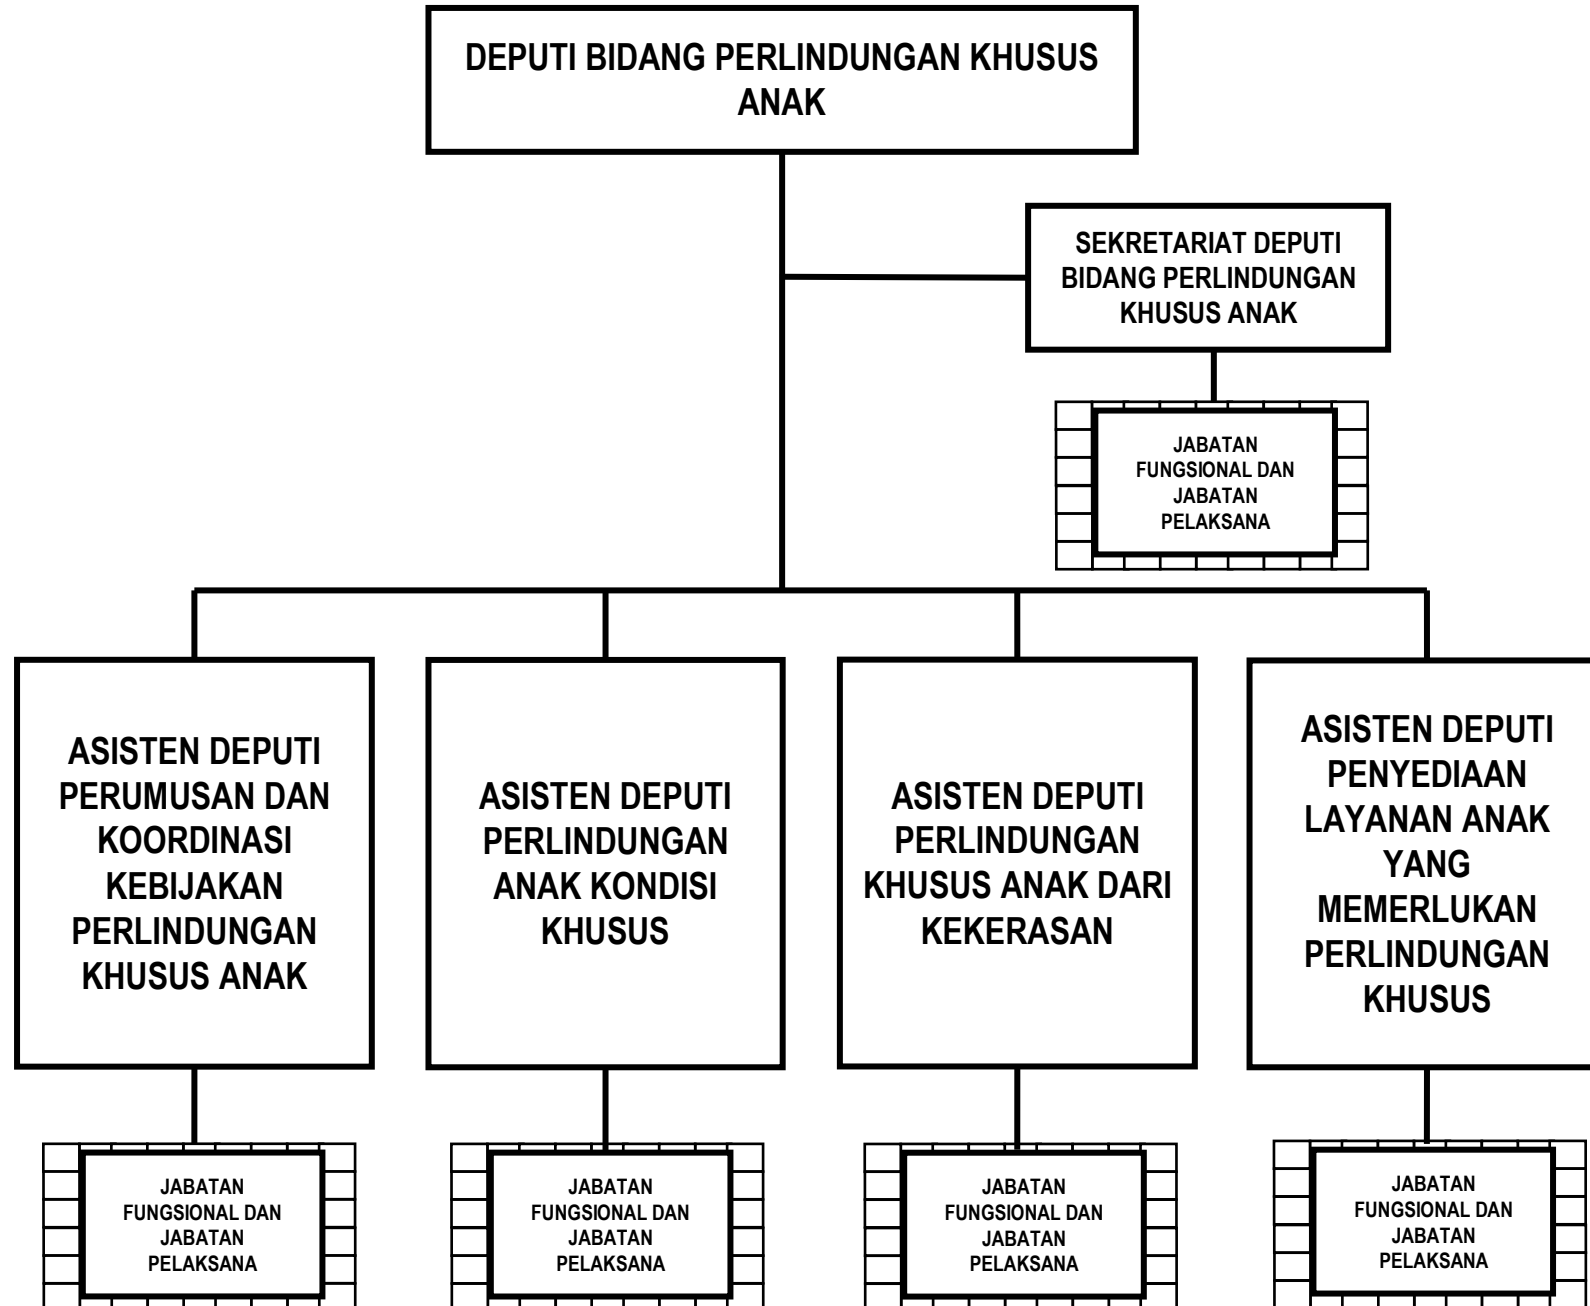 DEPUTI BIDANG PERLINDUNGAN KHUSUS
ANAK
SEKRETARIAT DEPUTI
BIDANG PERLINDUNGAN
KHUSUS ANAK
JABATAN
FUNGSIONAL DAN
JABATAN
PELAKSANA
ASISTEN DEPUTI
PERUMUSAN DAN
KOORDINASI
KEBIJAKAN
PERLINDUNGAN
KHUSUS ANAK
ASISTEN DEPUTI
PERLINDUNGAN
ANAK KONDISI
KHUSUS
ASISTEN DEPUTI
PERLINDUNGAN
KHUSUS ANAK DARI
KEKERASAN
ASISTEN DEPUTI
PENYEDIAAN
LAYANAN ANAK
YANG
MEMERLUKAN
PERLINDUNGAN
KHUSUS
JABATAN
FUNGSIONAL DAN
JABATAN
PELAKSANA
JABATAN
FUNGSIONAL DAN
JABATAN
PELAKSANA
JABATAN
FUNGSIONAL DAN
JABATAN
PELAKSANA
JABATAN
FUNGSIONAL DAN
JABATAN
PELAKSANA